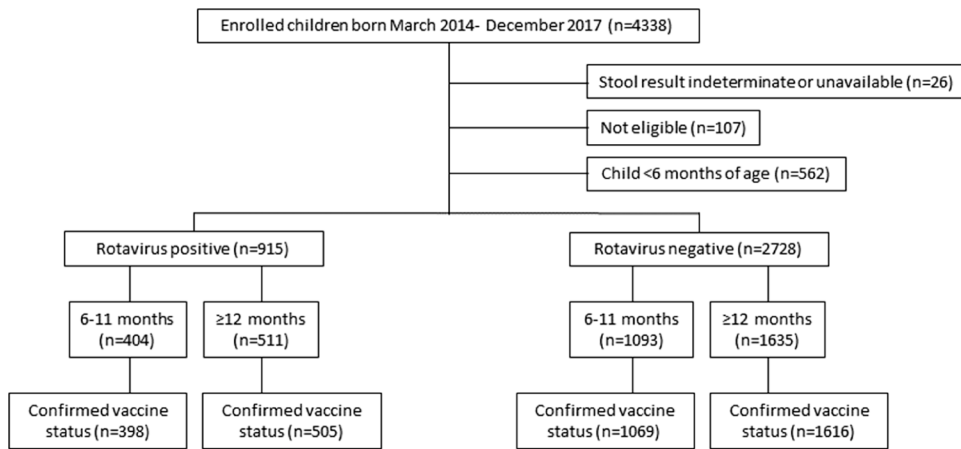 Enrolled children born March 2014- December 2017 (n=4338)
Stool result indeterminate or unavailable (n=26)
Not eligible (n=107)
Child <6 months of age (n=562)
Rotavirus positive (n=915)
Rotavirus negative (n=2728)
6-11 months
(n=404)
≥12 months
(n=511)
6-11 months
(n=1093)
≥12 months
(n=1635)
Confirmed vaccine
status (n=398)
Confirmed vaccine
status (n=505)
Confirmed vaccine
status (n=1069)
Confirmed vaccine
status (n=1616)